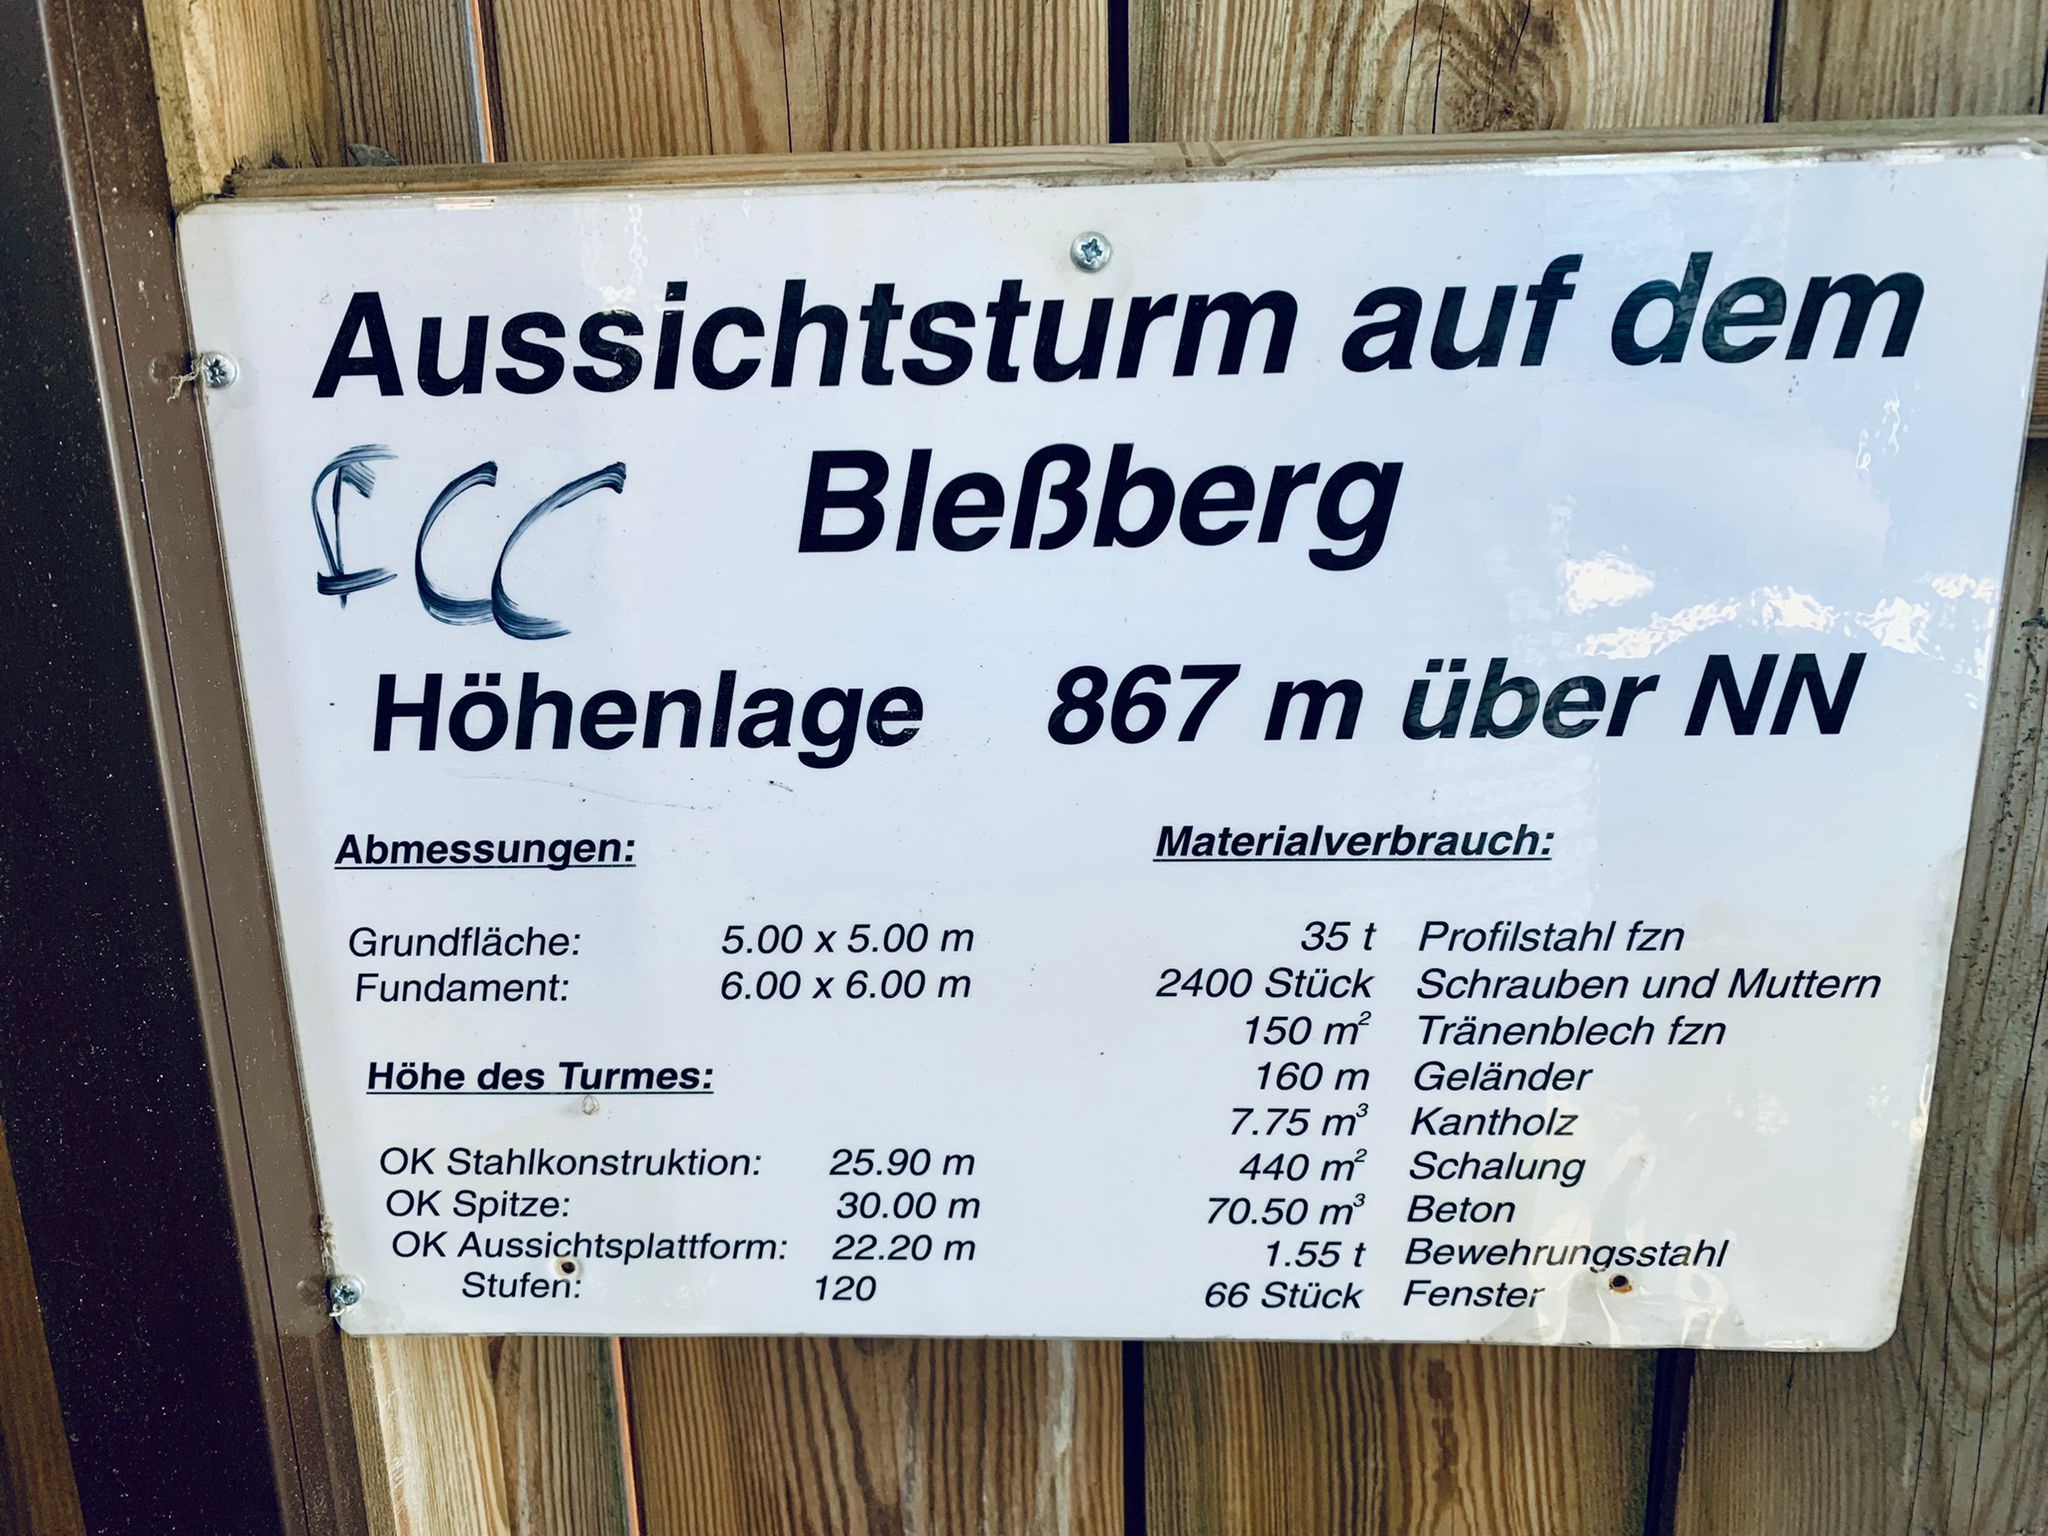 Aussichtsturm auf dem
Bleßberg
ICC
Höhenlage 867 m über NN
Abmessungen:
Grundfläche: 5.00 x 5.00 m
Fundament: 6.00 x 6.00 m
Höhe des Turmes:
OK Stahlkonstruktion: 25.90 m
OK Spitze: 30.00 m
OK Aussichtsplattform: 22.20 m
Stufen: 120
Materialverbrauch:
35 t Profilstahl fzn
2400 Stück Schrauben und Muttern
150 m² Tränenblech fzn
160 m Geländer
7.75 m³ Kantholz
440 m² Schalung
70.50 m³ Beton
1.55 t Bewehrungsstahl
66 Stück Fenster